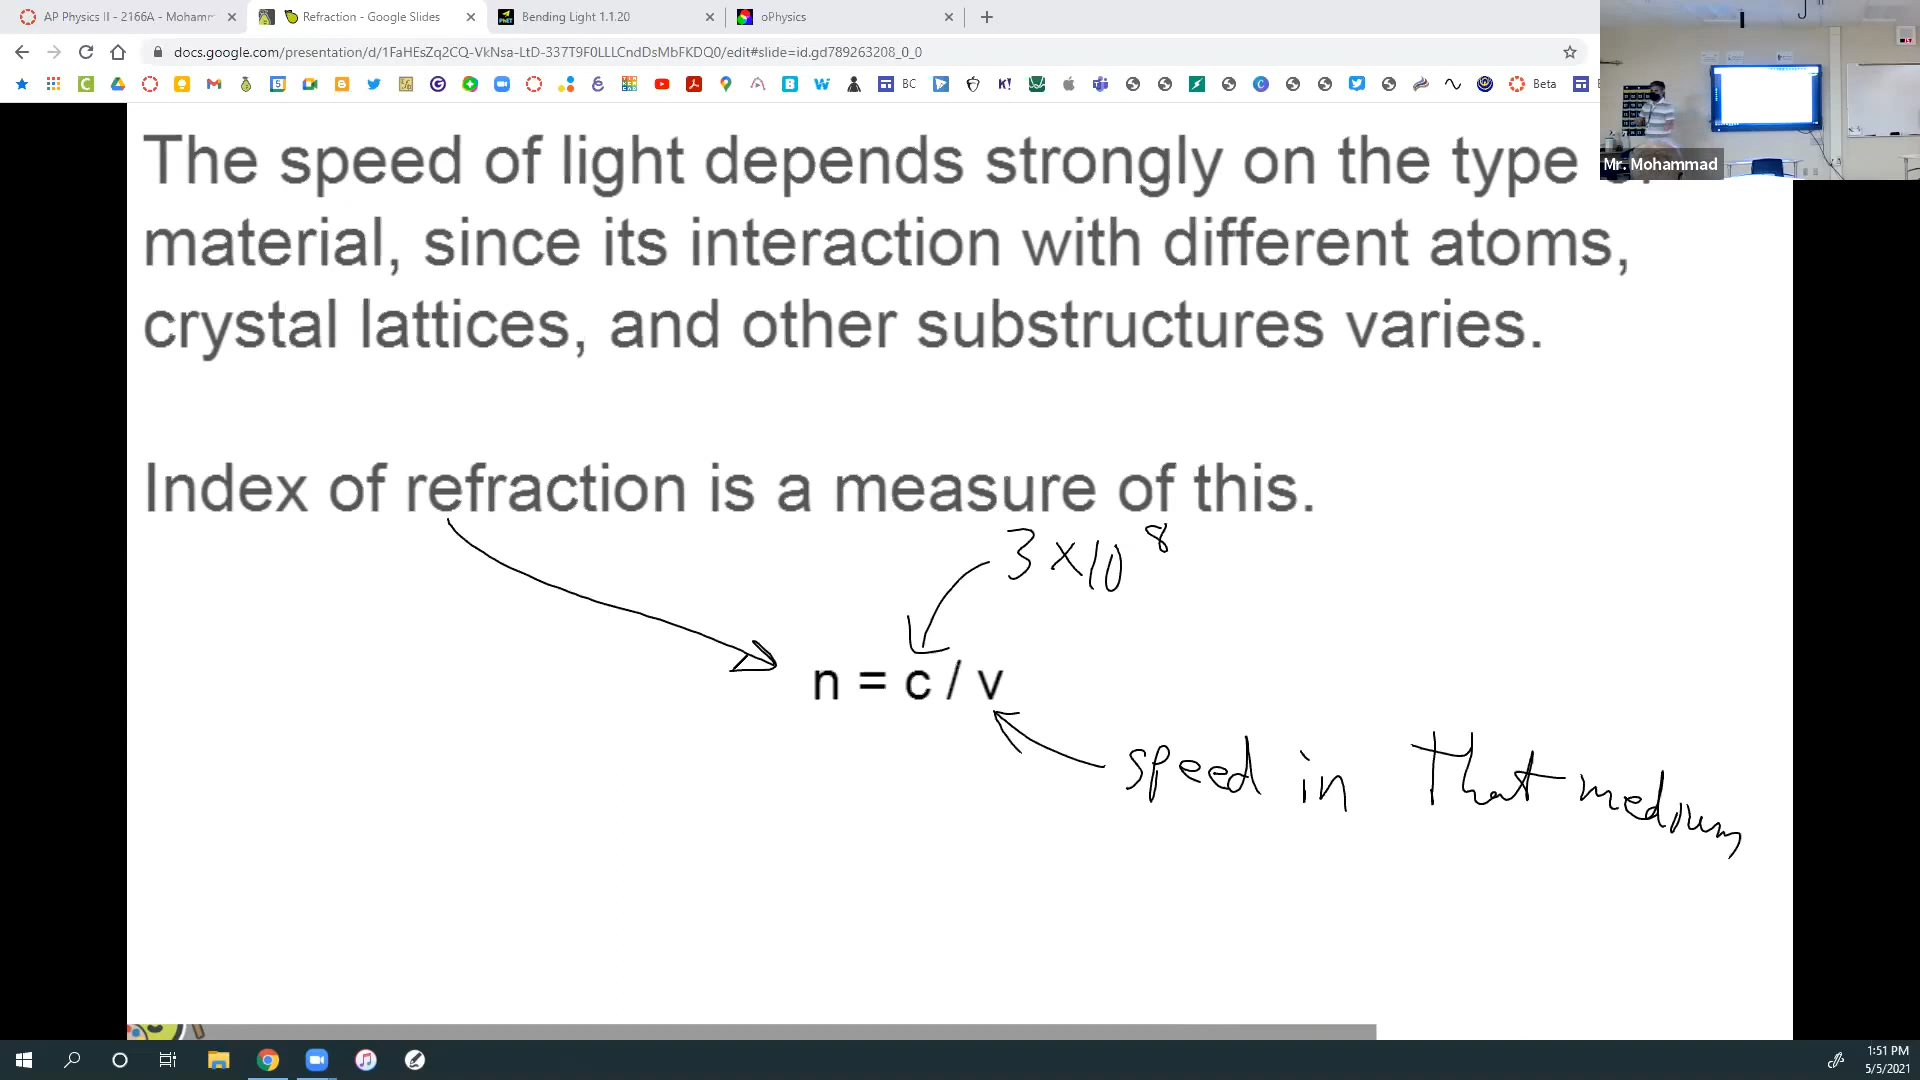 AP Physics II - 2166A - Mohamm
Refraction - Google Slides
Bending Light 1.1.20
oPhysics
docs.google.com/presentation/d/1FaHEsZq2CQ-VkNsa-LtD-337T9F0LLLCndDsMbFKDQ0/edit#slide=id.gd789263208_0_0
BC
Beta
Mr. Mohammad
The speed of light depends strongly on the type
material, since its interaction with different atoms,
crystal lattices, and other substructures varies.
Index of refraction is a measure of this.
3 x 10 8
n = c / v
speed in That medium
1:51 PM
5/5/2021